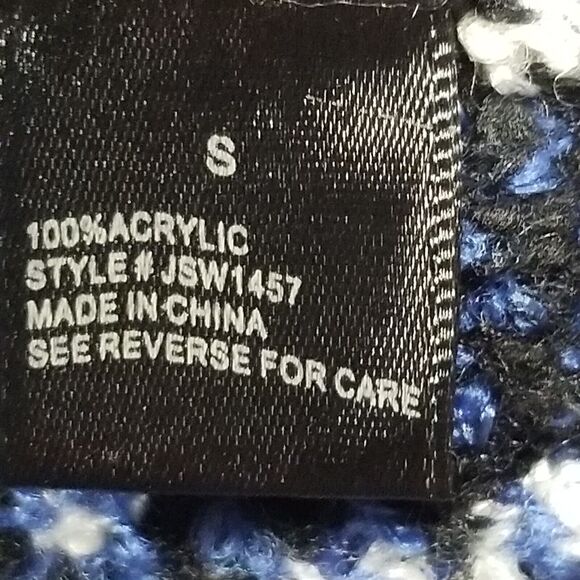 S
100%ACRYLIC
STYLE # JSW1457
MADE IN CHINA
SEE REVERSE FOR CARE